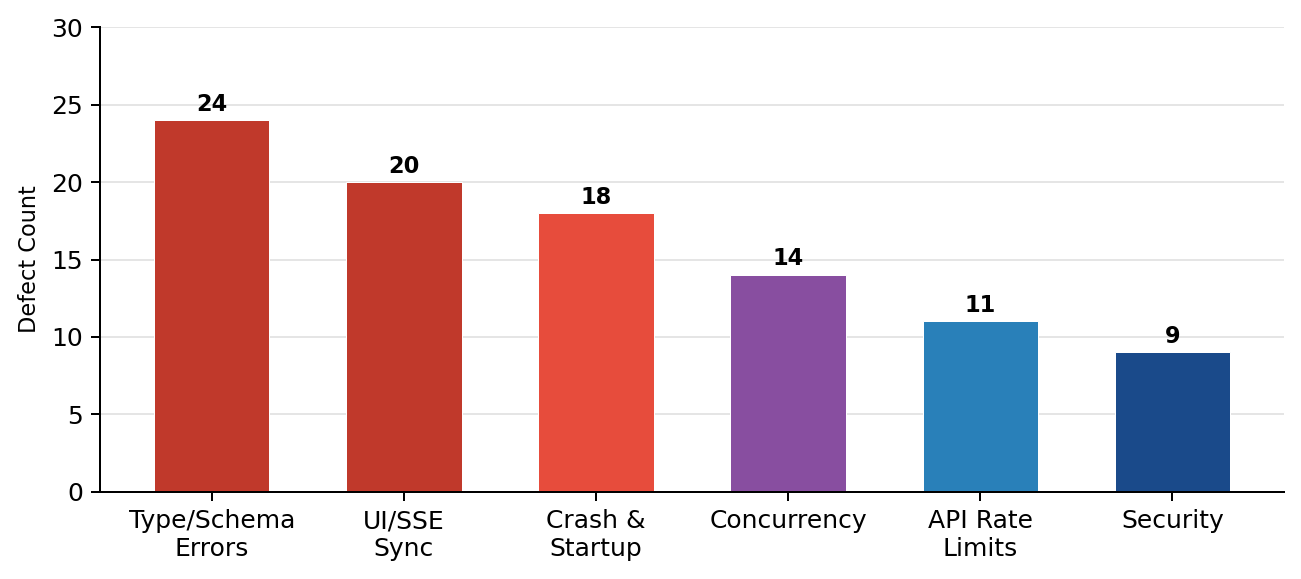 30
25
20
15
10
5
0
Defect Count
24
20
18
14
11
9
Type/Schema
Errors
UI/SSE
Sync
Crash &
Startup
Concurrency
API Rate
Limits
Security